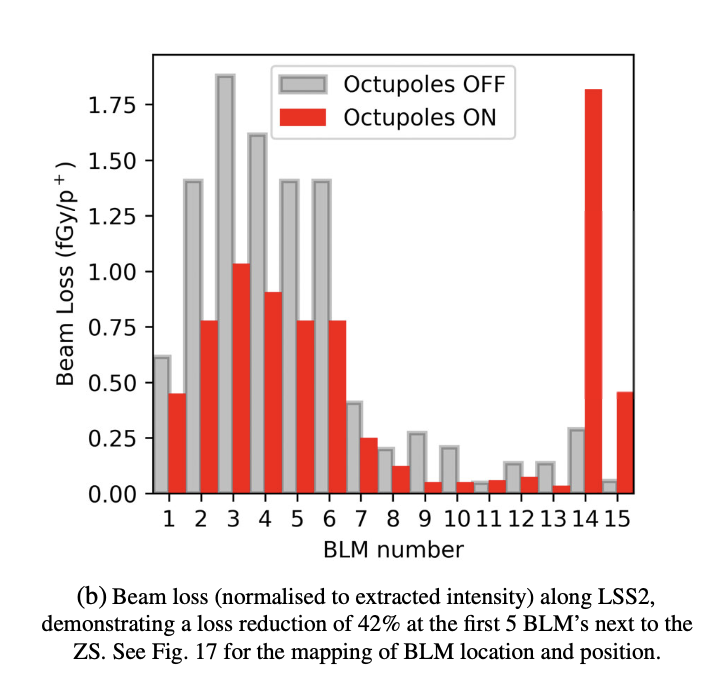 Octupoles OFF
Octupoles ON
Beam Loss (fGy/p⁺)
1.75
1.50
1.25
1.00
0.75
0.50
0.25
0.00
1 2 3 4 5 6 7 8 9 10 11 12 13 14 15
BLM number
(b) Beam loss (normalised to extracted intensity) along LSS2,
demonstrating a loss reduction of 42% at the first 5 BLM’s next to the
ZS. See Fig. 17 for the mapping of BLM location and position.